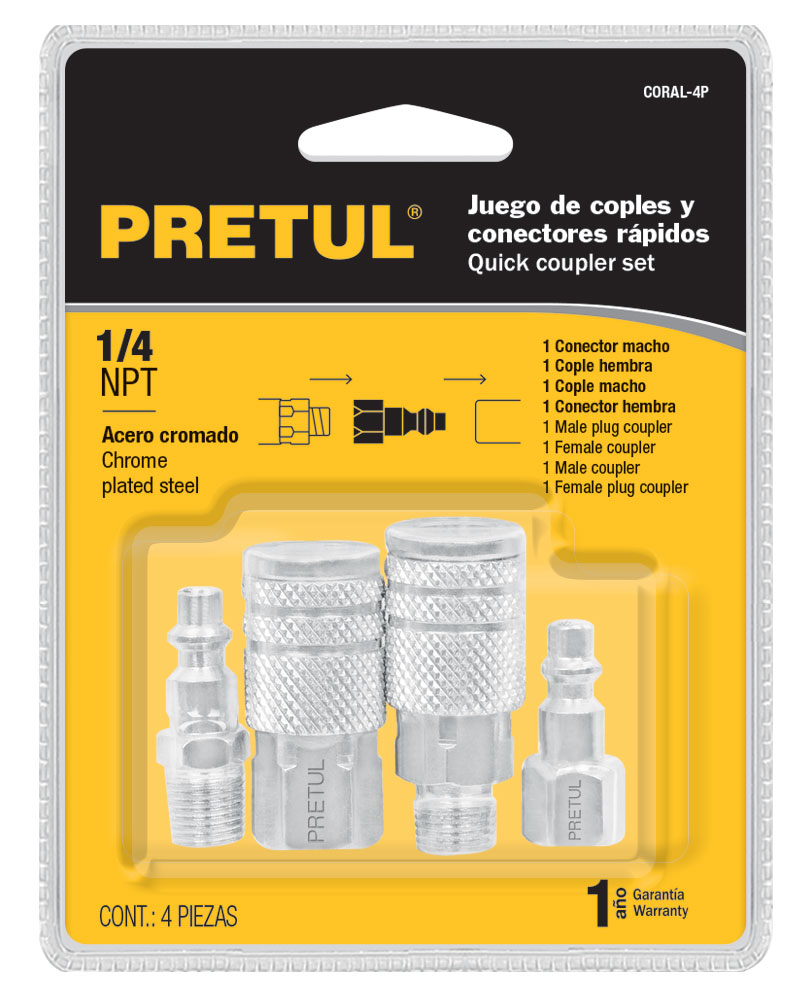 CORAL-4P
PRETUL®
Juego de coples y
conectores rápidos
Quick coupler set
1/4
NPT
Acero cromado
Chrome
plated steel
1 Conector macho
1 Cople hembra
1 Cople macho
1 Conector hembra
1 Male plug coupler
1 Female coupler
1 Male coupler
1 Female plug coupler
PRETUL
PRETUL
CONT.: 4 PIEZAS
1 año
Garantía
Warranty